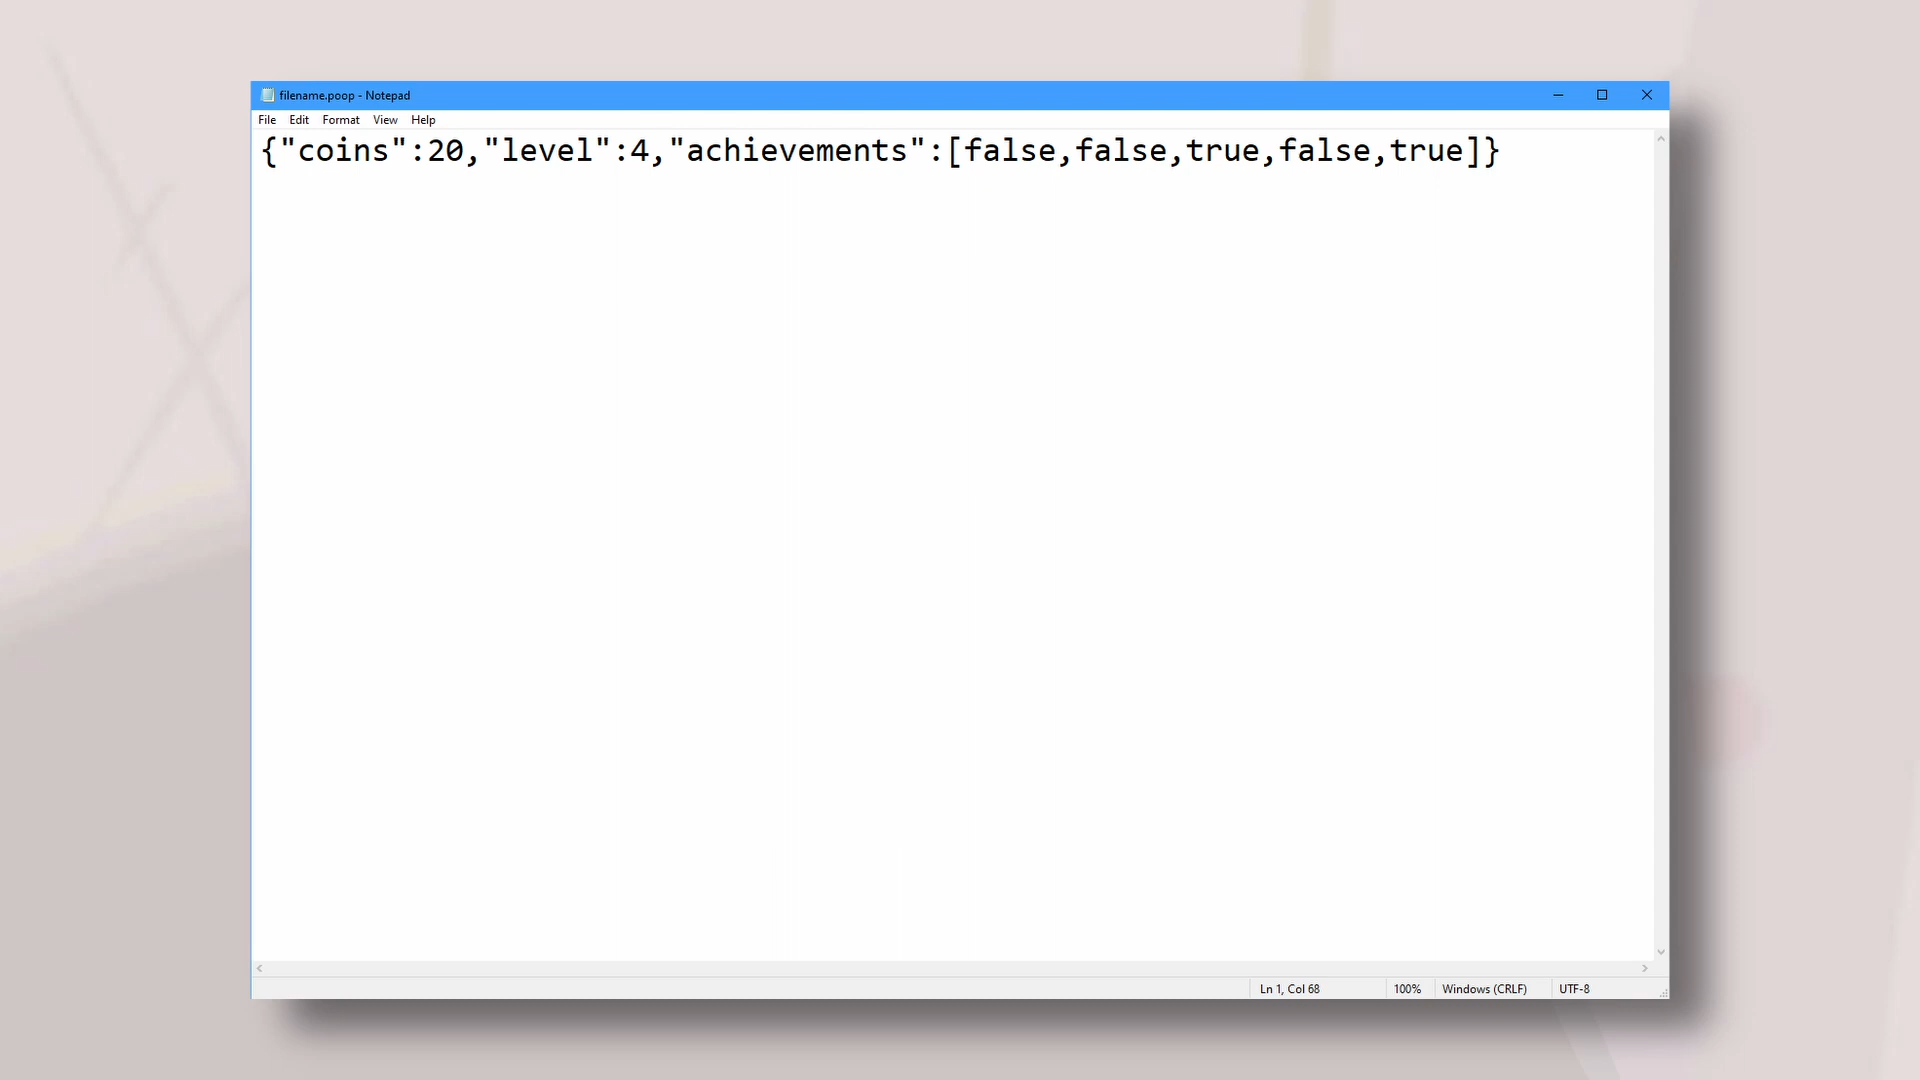 filename.poop - Notepad
File Edit Format View Help
{"coins":20,"level":4,"achievements":[false,false,true,false,true]}
Ln 1, Col 68 100% Windows (CRLF) UTF-8